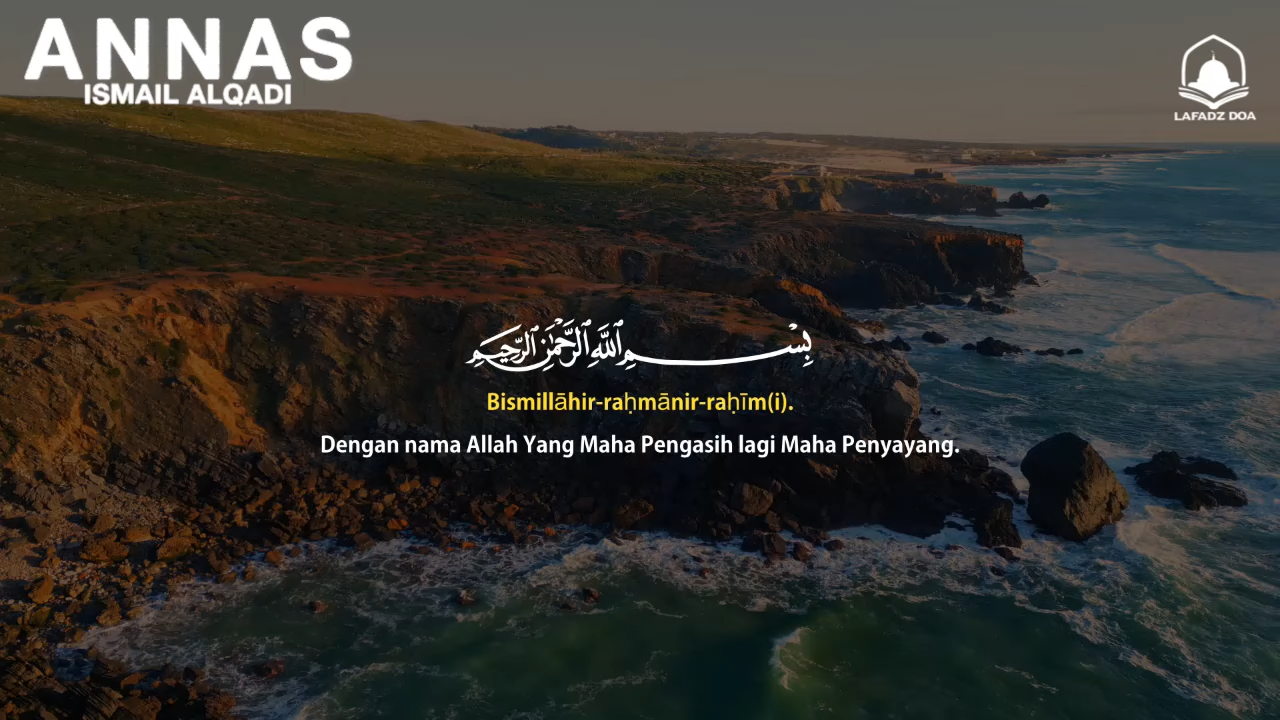 ANNAS
ISMAIL ALQADI
LAFADZ DOA
بِسْمِ اللَّهِ الرَّحْمَٰنِ الرَّحِيمِ
Bismillāhir-raḥmānir-raḥīm(i).
Dengan nama Allah Yang Maha Pengasih lagi Maha Penyayang.